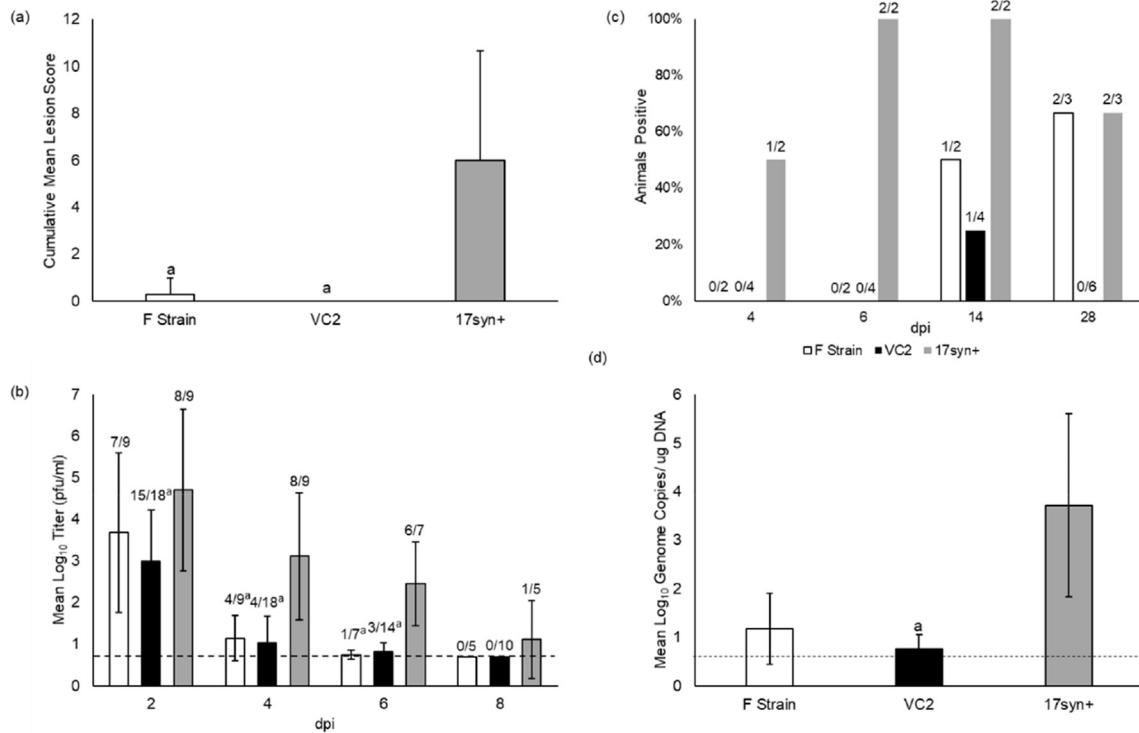 (a)
Cumulative Mean Lesion Score
12
10
8
6
4
2
0
a
a
F Strain VC2 17syn+
(c)
Animals Positive
100%
80%
60%
40%
20%
0%
0/2 0/4 1/2
0/2 0/4 2/2
1/2 1/4 2/2
2/3 0/6 2/3
4 6 14 28
dpi
F Strain VC2 17syn+
(b)
Mean Log₁₀ Titer (pfu/ml)
7
6
5
4
3
2
1
0
7/9 15/18ᵃ 8/9
4/9ᵃ 4/18ᵃ 8/9
1/7ᵃ 3/14ᵃ 6/7
0/5 0/10 1/5
2 4 6 8
dpi
(d)
Mean Log₁₀ Genome Copies/ ug DNA
6
5
4
3
2
1
0
a
F Strain VC2 17syn+